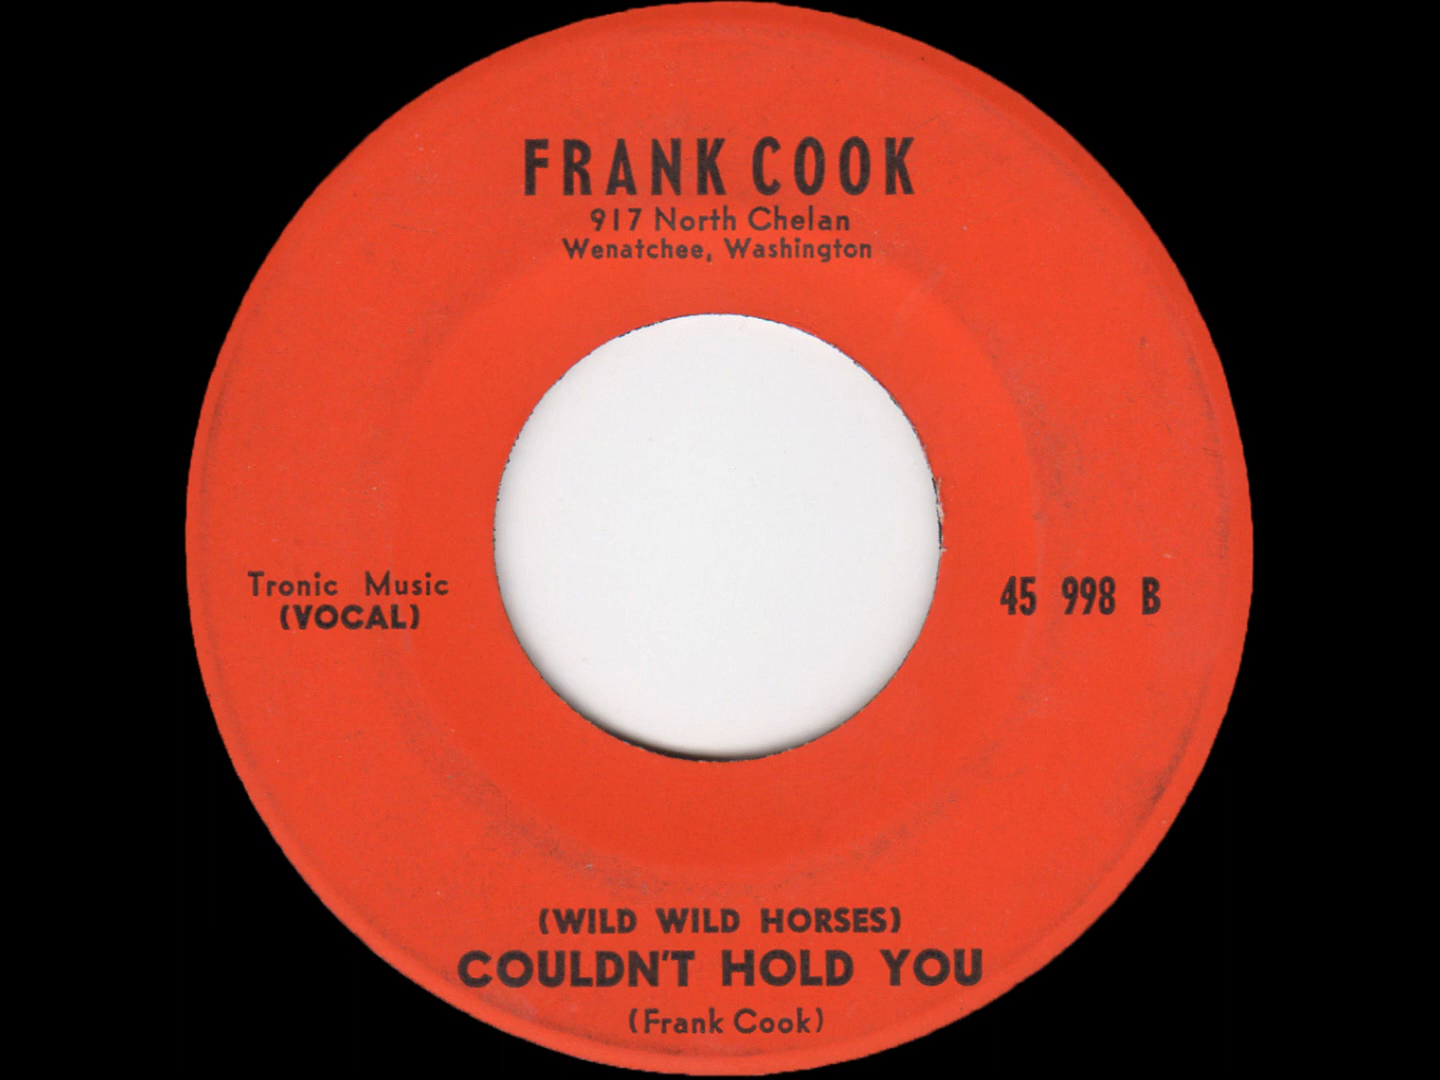 FRANK COOK
917 North Chelan
Wenatchee, Washington
Tronic Music
(VOCAL)
45 998 B
(WILD WILD HORSES)
COULDN'T HOLD YOU
(Frank Cook)